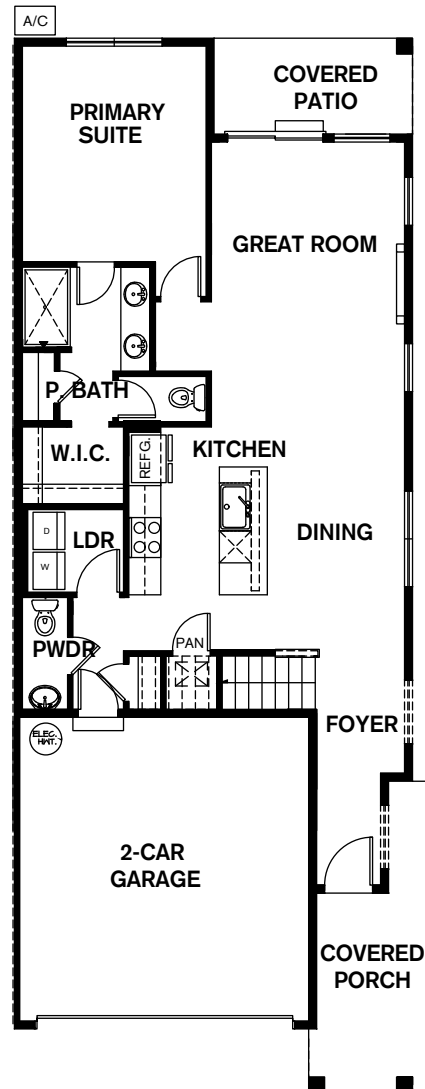 A/C
COVERED
PATIO
PRIMARY
SUITE
GREAT ROOM
P. BATH
KITCHEN
W.I.C.
REFG.
DINING
D
LDR
W
PAN
PWDR
FOYER
ELEC.
HWT.
2-CAR
GARAGE
COVERED
PORCH